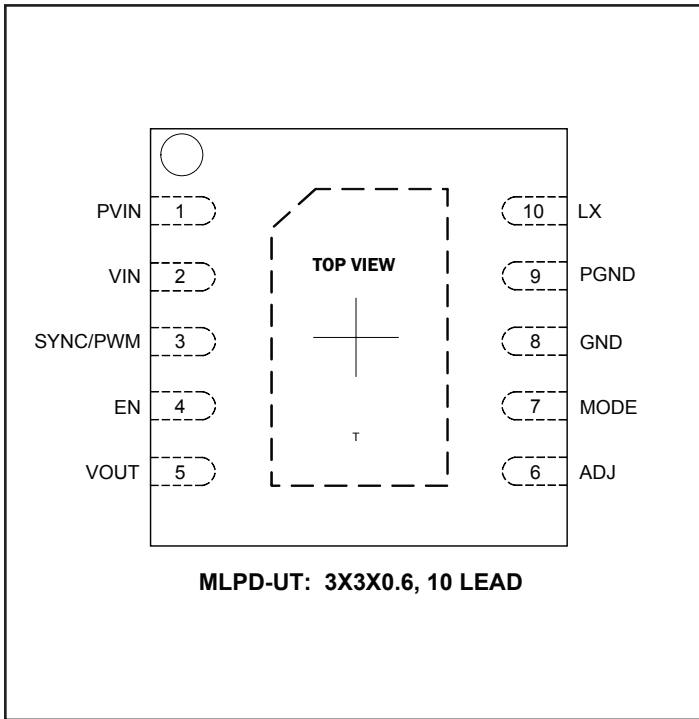 PVIN 1
VIN 2
SYNC/PWM 3
EN 4
VOUT 5
TOP VIEW
T
10 LX
9 PGND
8 GND
7 MODE
6 ADJ
MLPD-UT: 3X3X0.6, 10 LEAD